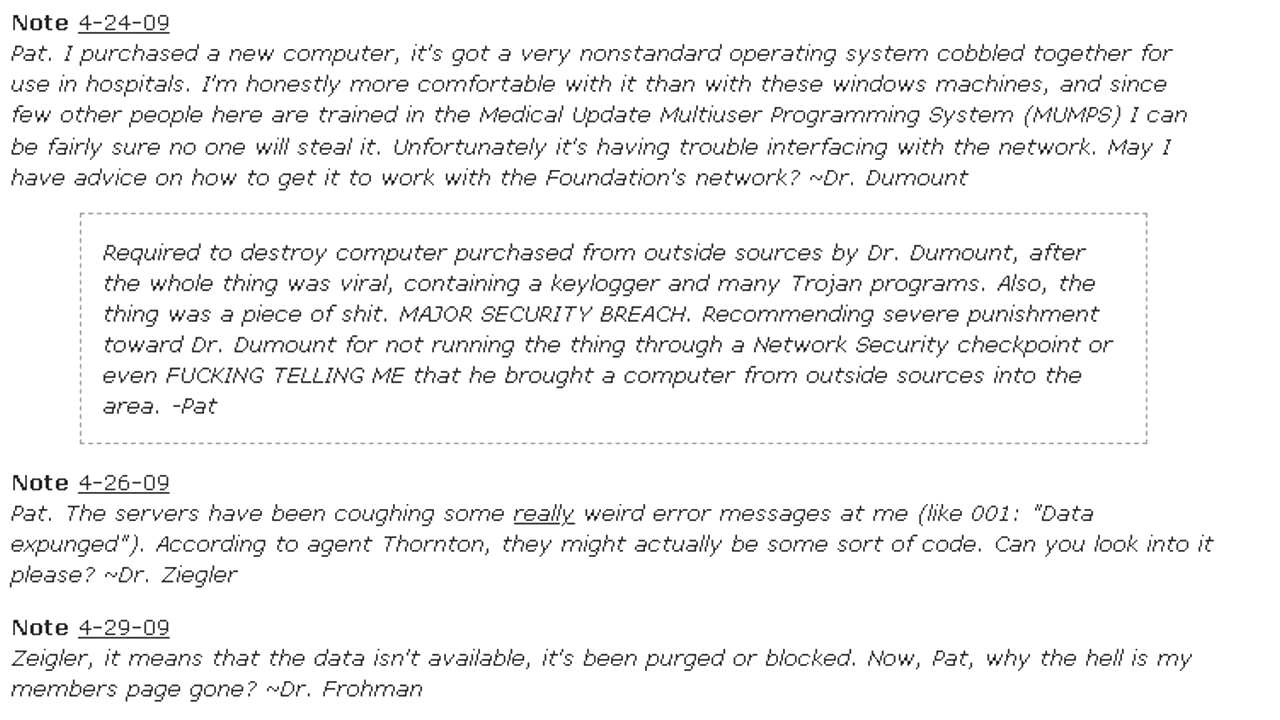 Note 4-24-09
Pat. I purchased a new computer, it's got a very nonstandard operating system cobbled together for
use in hospitals. I'm honestly more comfortable with it than with these windows machines, and since
few other people here are trained in the Medical Update Multiuser Programming System (MUMPS) I can
be fairly sure no one will steal it. Unfortunately it's having trouble interfacing with the network. May I
have advice on how to get it to work with the Foundation's network? ~Dr. Dumount
Required to destroy computer purchased from outside sources by Dr. Dumount, after
the whole thing was viral, containing a keylogger and many Trojan programs. Also, the
thing was a piece of shit. MAJOR SECURITY BREACH. Recommending severe punishment
toward Dr. Dumount for not running the thing through a Network Security checkpoint or
even FUCKING TELLING ME that he brought a computer from outside sources into the
area. -Pat
Note 4-26-09
Pat. The servers have been coughing some really weird error messages at me (like 001: "Data
expunged"). According to agent Thornton, they might actually be some sort of code. Can you look into it
please? ~Dr. Ziegler
Note 4-29-09
Zeigler, it means that the data isn't available, it's been purged or blocked. Now, Pat, why the hell is my
members page gone? ~Dr. Frohman